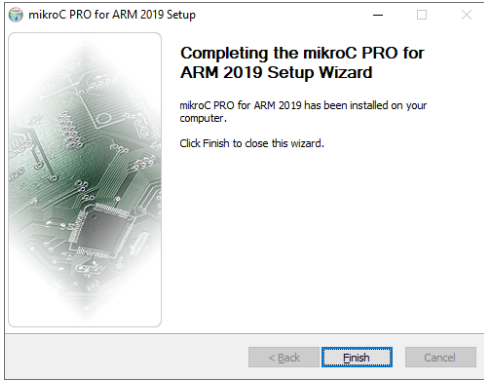 mikroC PRO for ARM 2019 Setup
Completing the mikroC PRO for
ARM 2019 Setup Wizard
mikroC PRO for ARM 2019 has been installed on your
computer.
Click Finish to close this wizard.
< Back
Finish
Cancel